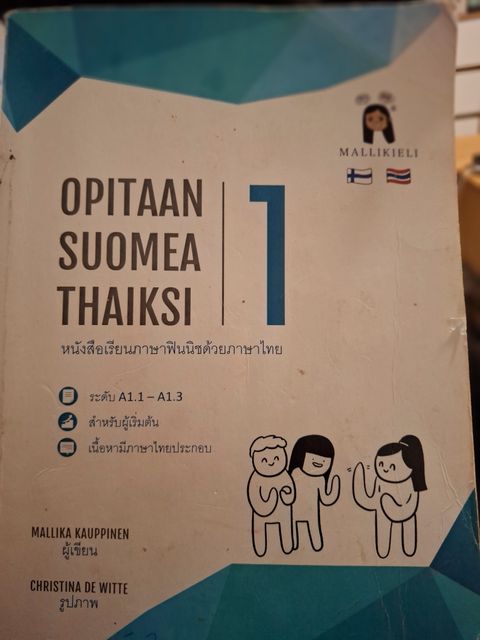 MALLIKIELI
OPITAAN
SUOMEA
THAIKSI
1
หนังสือเรียนภาษาฟินนิชด้วยภาษาไทย
ระดับ A1.1 – A1.3
สำหรับผู้เริ่มต้น
เนื้อหามีภาษาไทยประกอบ
MALLIKA KAUPPINEN
ผู้เขียน
CHRISTINA DE WITTE
รูปภาพ